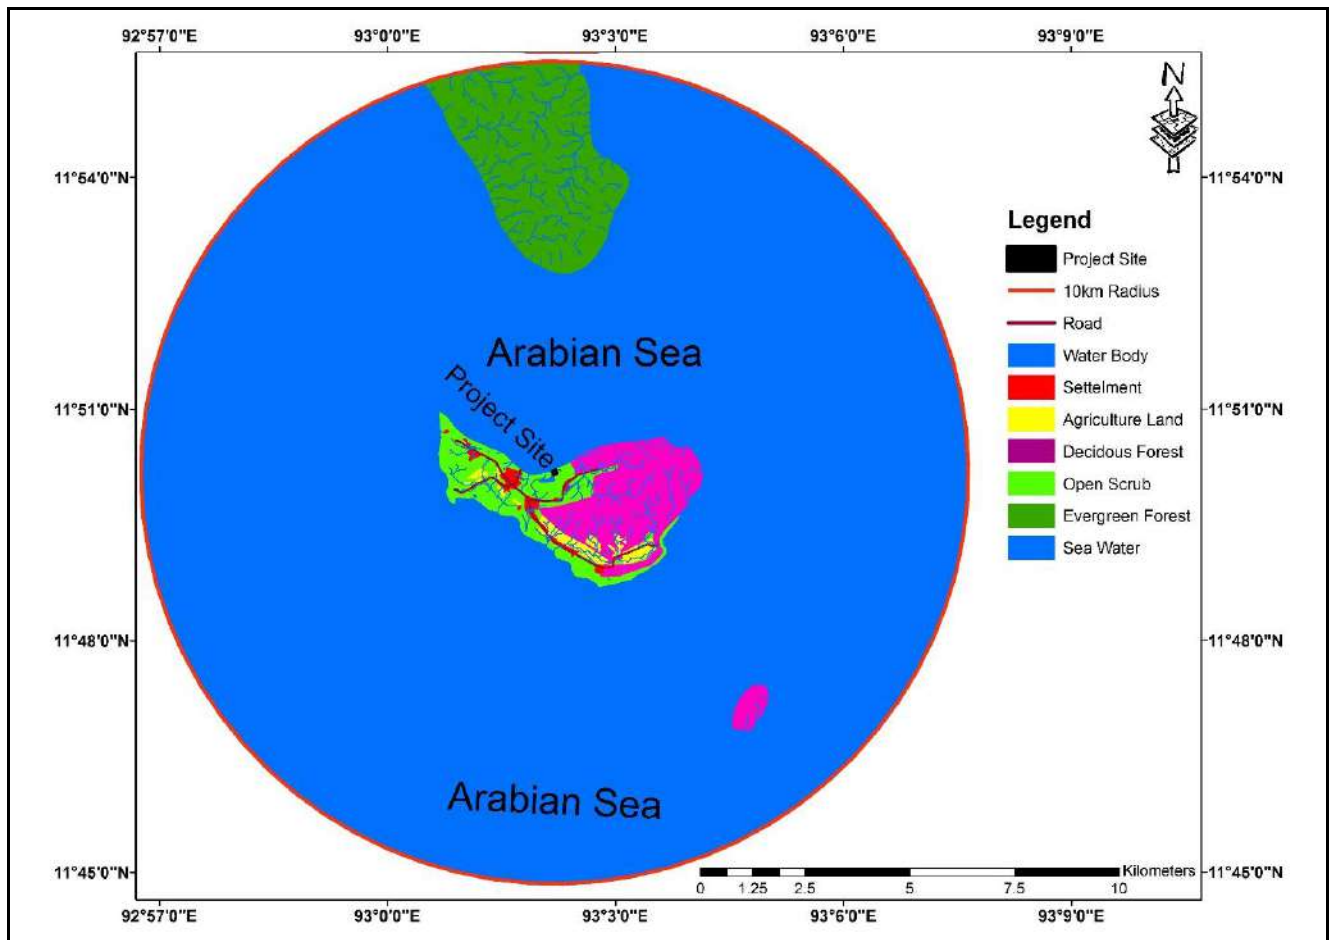 92°57'0"E 93°0'0"E 93°3'0"E 93°6'0"E 93°9'0"E
N
11°54'0"N 11°54'0"N
Legend
Project Site
10km Radius
Road
Water Body
Settelment
Agriculture Land
Decidous Forest
Open Scrub
Evergreen Forest
Sea Water
Arabian Sea
Project Site
11°51'0"N 11°51'0"N
11°48'0"N 11°48'0"N
Arabian Sea
11°45'0"N 11°45'0"N
Kilometers
0 1.25 2.5 5 7.5 10
92°57'0"E 93°0'0"E 93°3'0"E 93°6'0"E 93°9'0"E